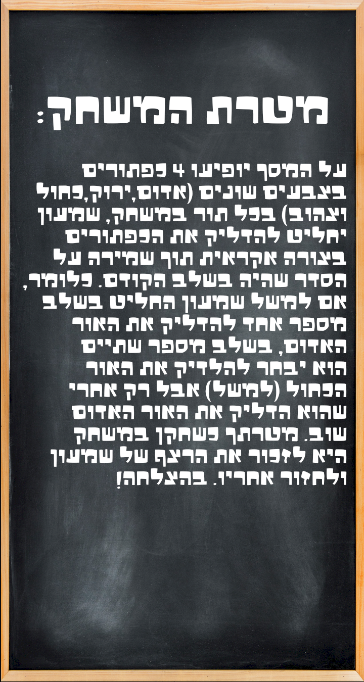 מטרת המשחק:
על המסך יופיעו 4 כפתורים
בצבעים שונים (אדום,ירוק,כחול
וצהוב) בכל תור במשחק, שמעון
יחליט להדליק את הכפתורים
בצורה אקראית תוך שמירה על
הסדר שהיה בשלב הקודם. כלומר,
אם למשל שמעון החליט בשלב
מספר אחד להדליק את האור
האדום, בשלב מספר שתיים
הוא יבחר להלדיק את האור
הכחול (למשל) אבל רק אחרי
שהוא הדליק את האור האדום
שוב. מטרתך כשחקן במשחק
היא לזכור את הרצף של שמעון
ולחזור אחריו. בהצלחה!